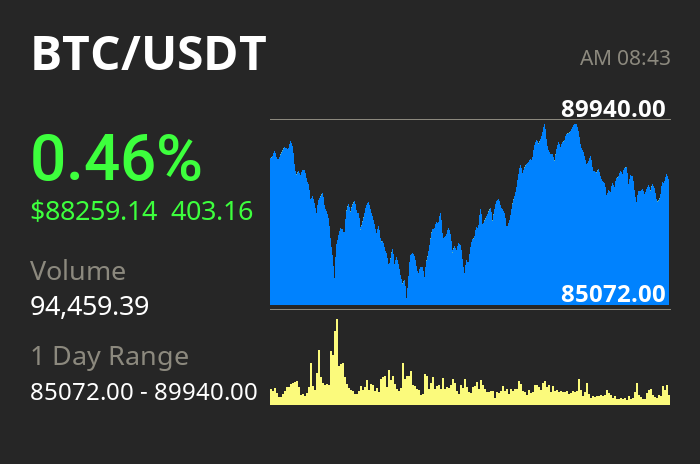 BTC/USDT
AM 08:43
0.46%
$88259.14 403.16
Volume
94,459.39
1 Day Range
85072.00 - 89940.00
89940.00
85072.00